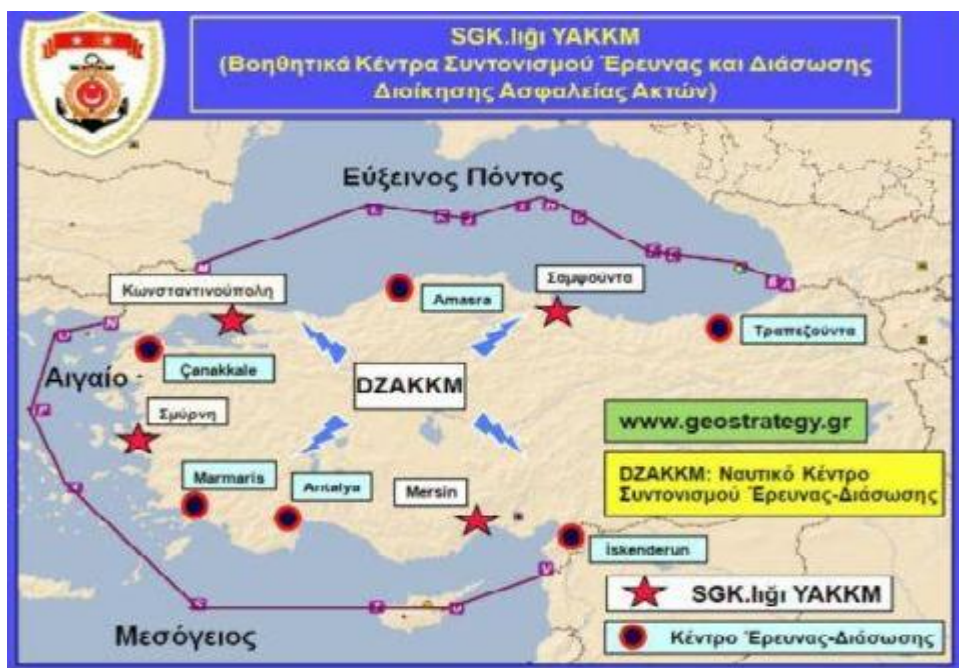 SGK.lığı YAKKM
(Βοηθητικά Κέντρα Συντονισμού Έρευνας και Διάσωσης
Διοίκησης Ασφαλείας Ακτών)
Εύξεινος Πόντος
Κωνσταντινούπολη
Amasra
Σαμψούντα
Τραπεζούντα
Αιγαίο
Çanakkale
DZAKKM
Σμύρνη
www.geostrategy.gr
Marmaris
Antalya
Mersin
DZAKKM: Ναυτικό Κέντρο
Συντονισμού Έρευνας-Διάσωσης
İskenderun
SGK.lığı YAKKM
Μεσόγειος
Κέντρο Έρευνας-Διάσωσης